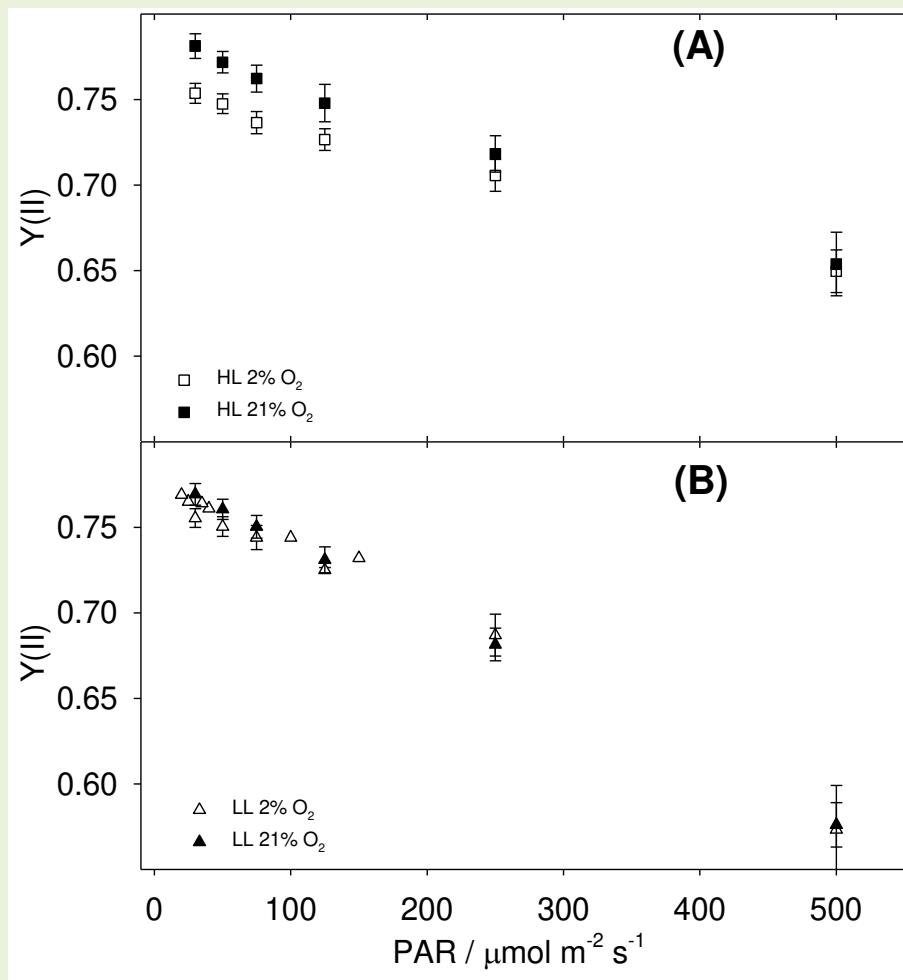 (A)
0.75
0.70
0.65
0.60
Y(II)
HL 2% O₂
HL 21% O₂
(B)
0.75
0.70
0.65
0.60
Y(II)
LL 2% O₂
LL 21% O₂
0 100 200 300 400 500
PAR / μmol m⁻² s⁻¹